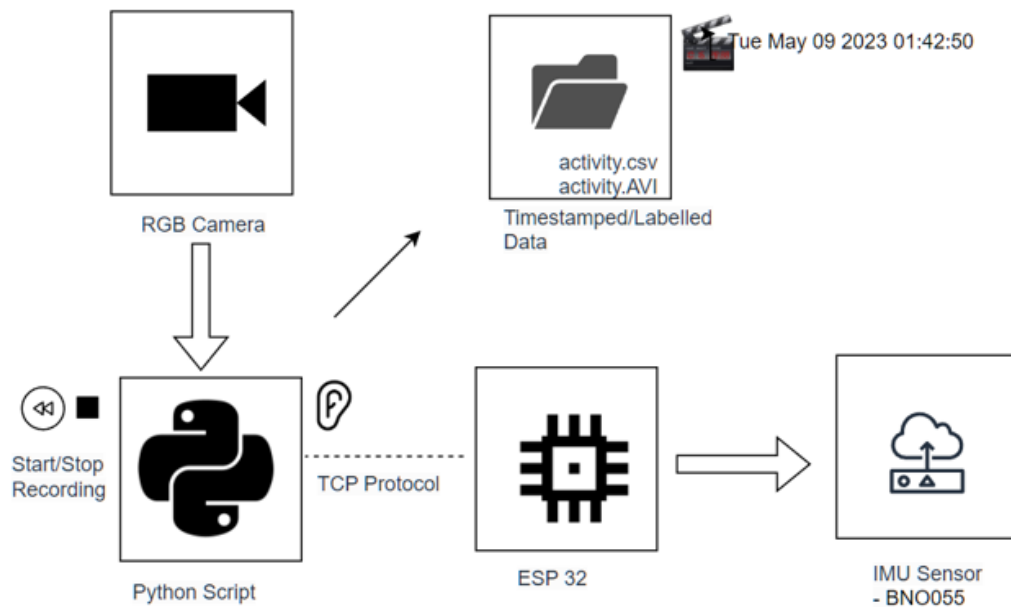 Tue May 09 2023 01:42:50
activity.csv
activity.AVI
Timestamped/Labelled
Data
RGB Camera
Start/Stop
Recording
TCP Protocol
Python Script
ESP 32
IMU Sensor
- BNO055